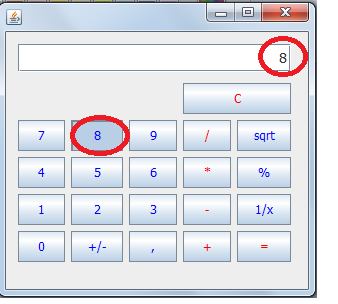 8
C
7 8 9 / sqrt
4 5 6 * %
1 2 3 - 1/x
0 +/- , + =